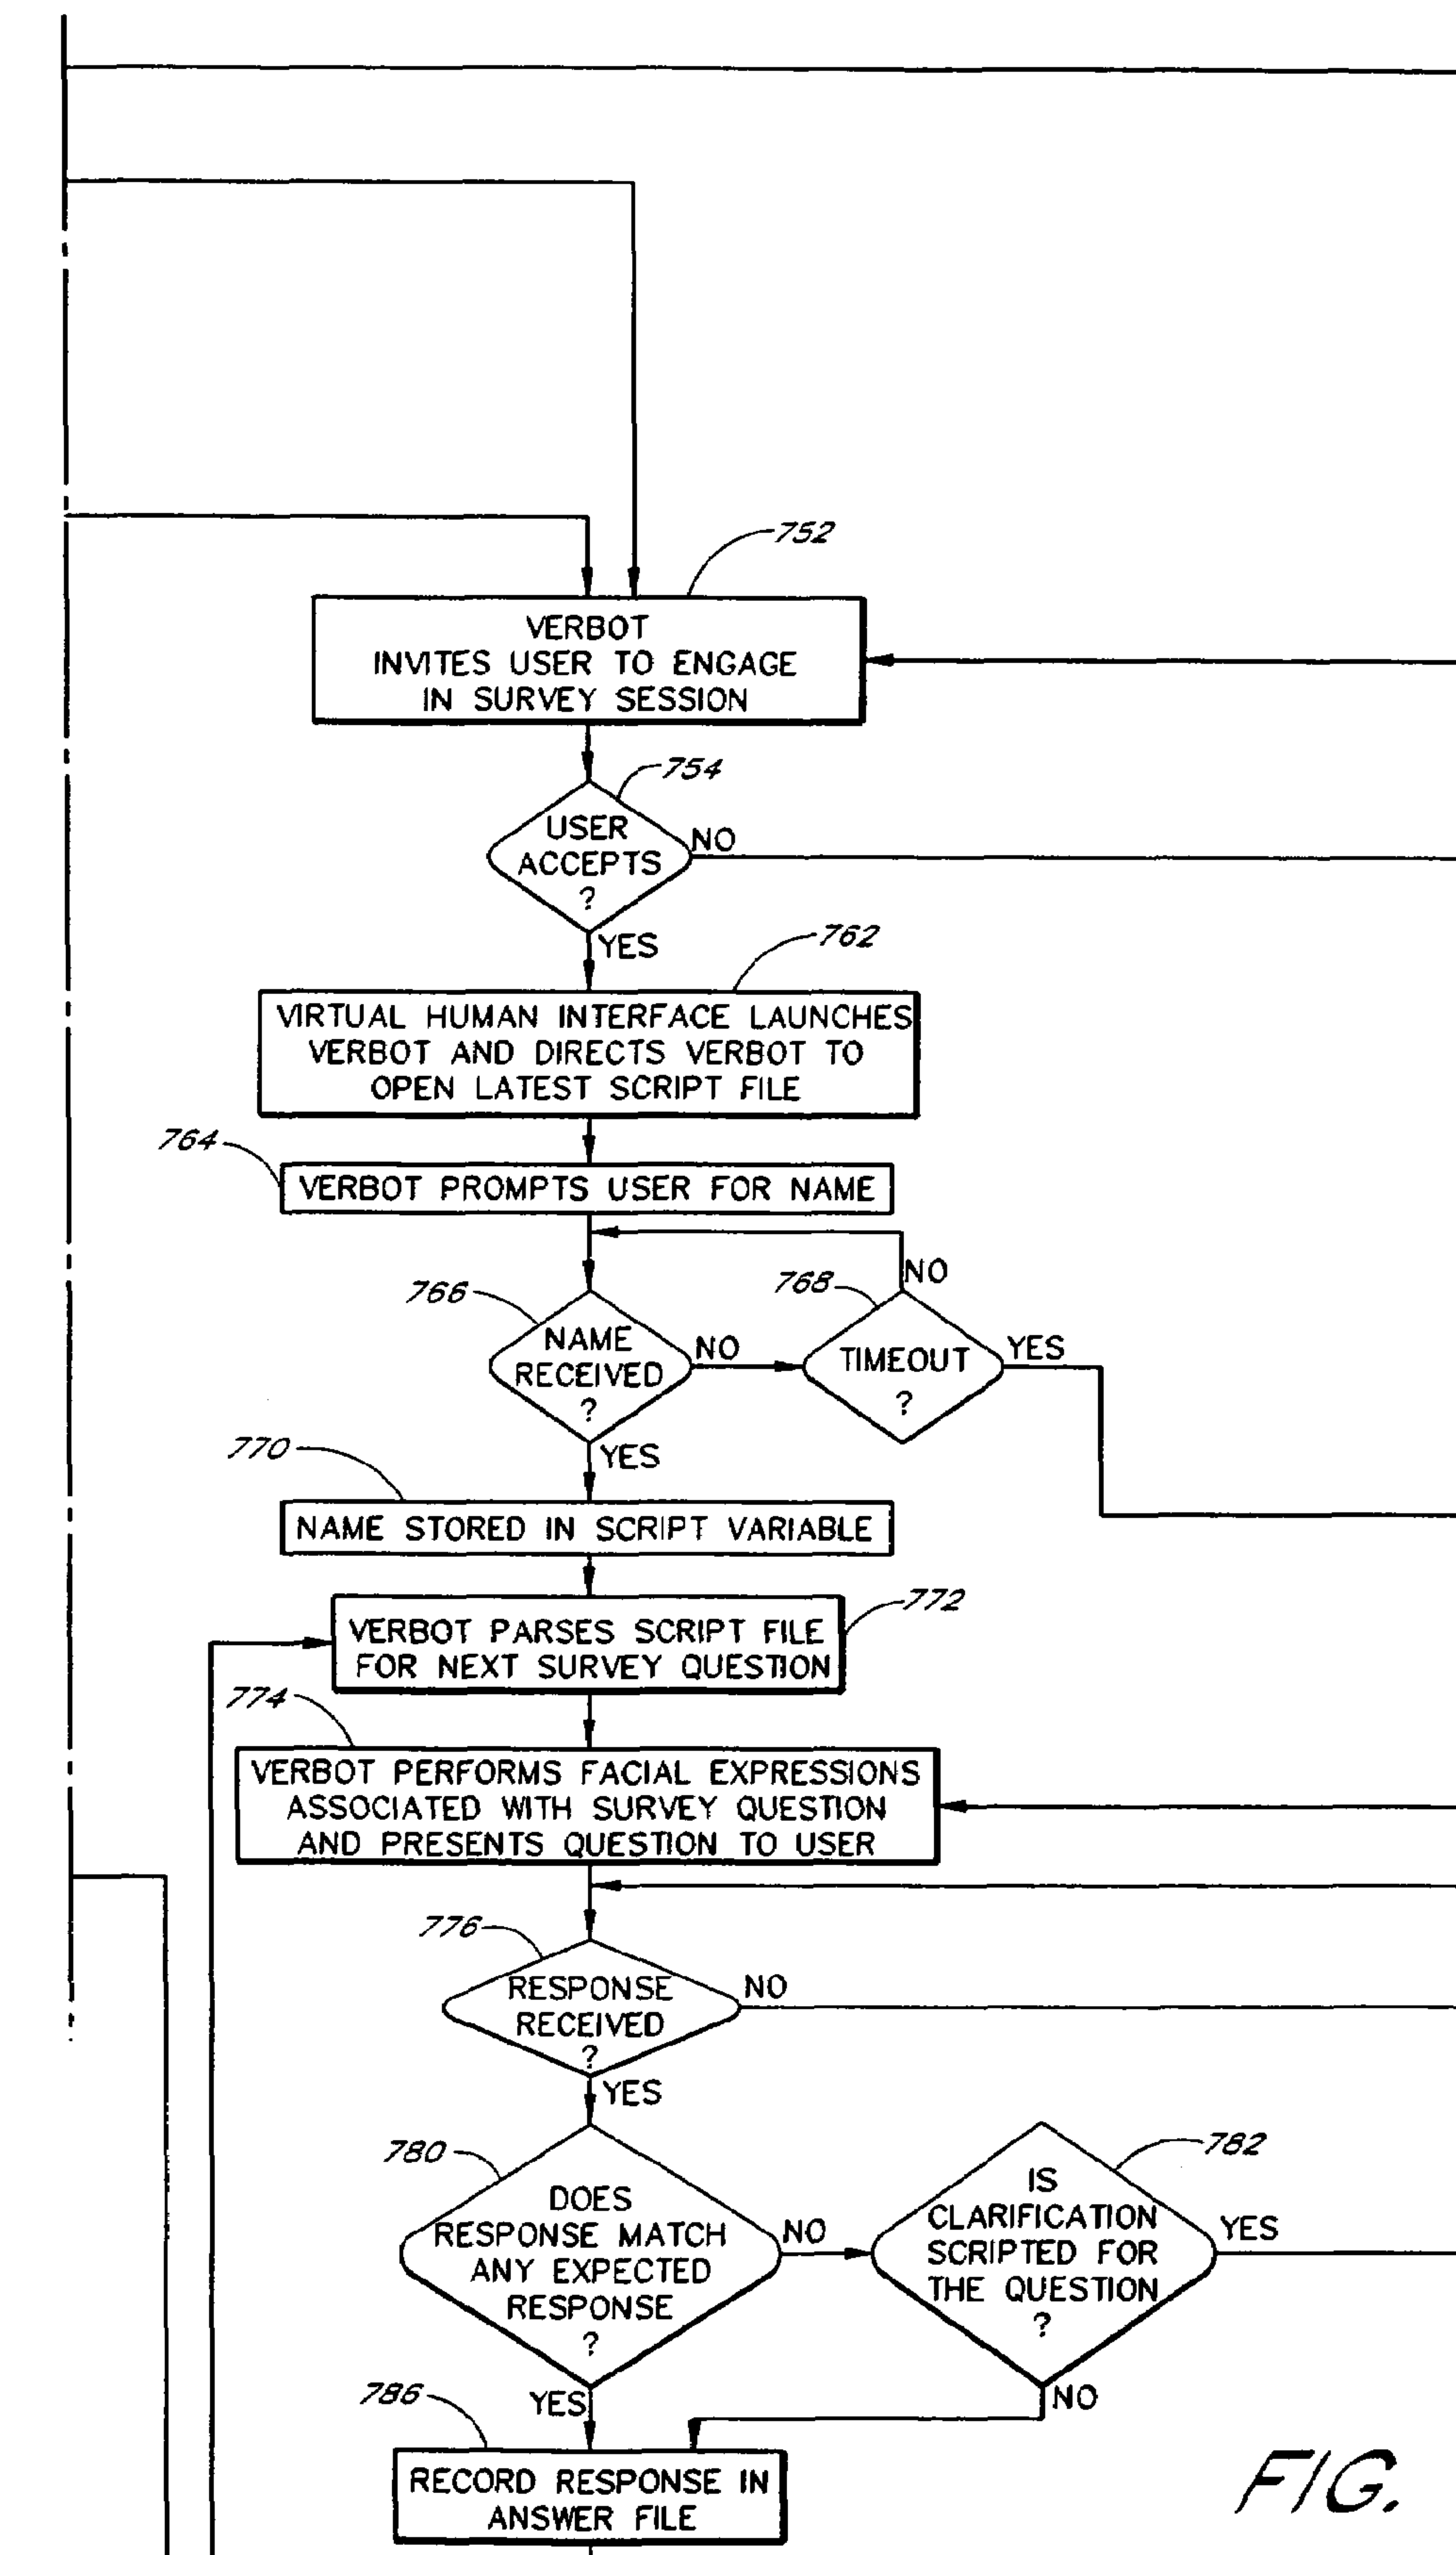 752
VERBOT
INVITES USER TO ENGAGE
IN SURVEY SESSION
754
USER
ACCEPTS
?
NO
YES
762
VIRTUAL HUMAN INTERFACE LAUNCHES
VERBOT AND DIRECTS VERBOT TO
OPEN LATEST SCRIPT FILE
764
VERBOT PROMPTS USER FOR NAME
766
NAME
RECEIVED
?
NO
768
NO
TIMEOUT
?
YES
YES
770
NAME STORED IN SCRIPT VARIABLE
772
VERBOT PARSES SCRIPT FILE
FOR NEXT SURVEY QUESTION
774
VERBOT PERFORMS FACIAL EXPRESSIONS
ASSOCIATED WITH SURVEY QUESTION
AND PRESENTS QUESTION TO USER
776
RESPONSE
RECEIVED
?
NO
YES
780
DOES
RESPONSE MATCH
ANY EXPECTED
RESPONSE
?
NO
782
IS
CLARIFICATION
SCRIPTED FOR
THE QUESTION
?
YES
YES
NO
786
RECORD RESPONSE IN
ANSWER FILE
FIG.